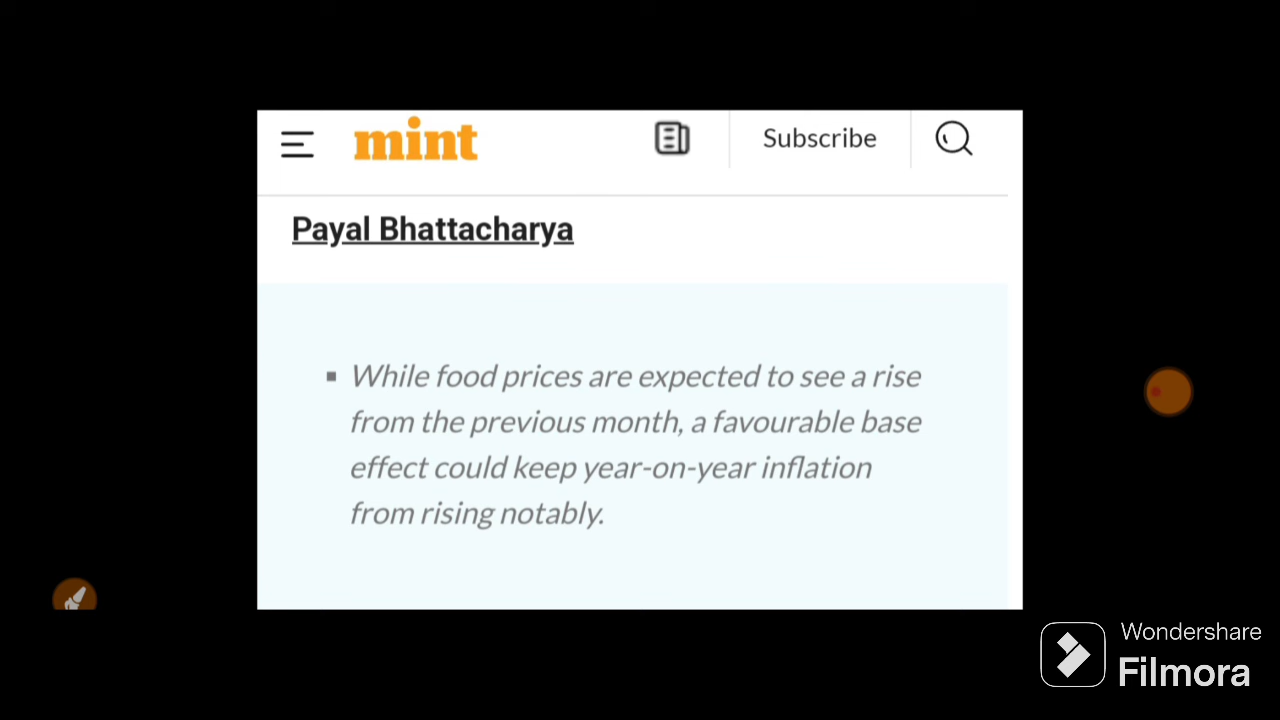 mint
Subscribe
Payal Bhattacharya
While food prices are expected to see a rise
from the previous month, a favourable base
effect could keep year-on-year inflation
from rising notably.
Wondershare
Filmora